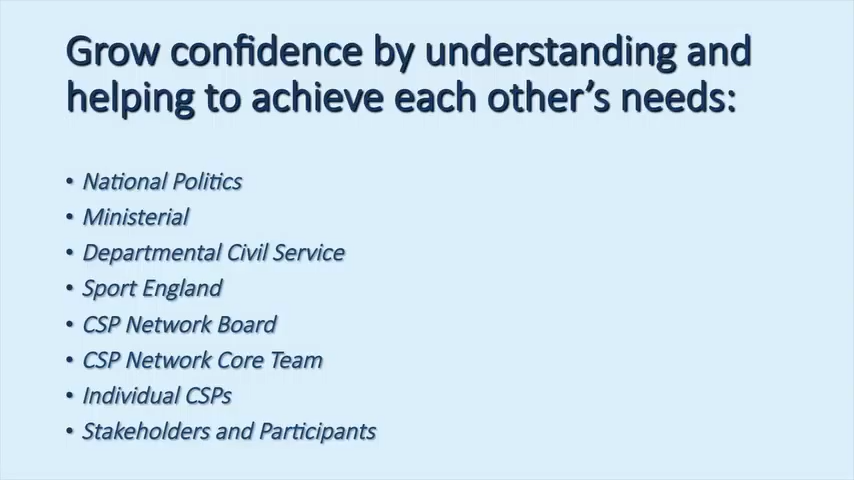 Grow confidence by understanding and
helping to achieve each other’s needs:
• National Politics
• Ministerial
• Departmental Civil Service
• Sport England
• CSP Network Board
• CSP Network Core Team
• Individual CSPs
• Stakeholders and Participants